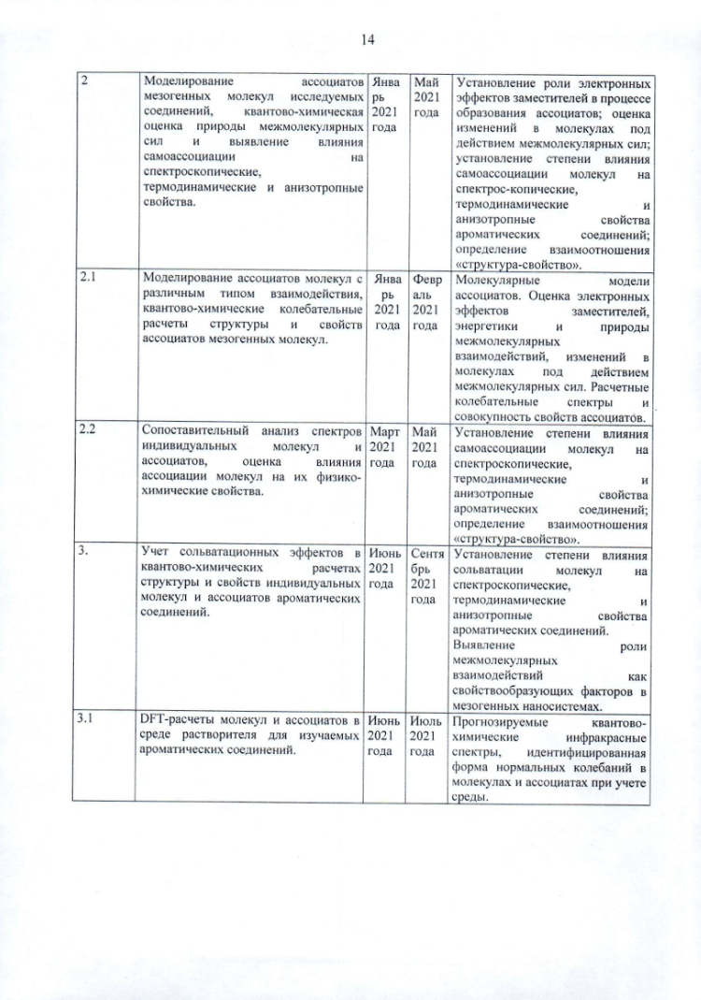 14
2
Моделирование ассоциатов
мезогенных молекул исследуемых
соединений, квантово-химическая
оценка природы межмолекулярных
сил и выявление влияния
самоассоциации на
спектроскопические,
термодинамические и анизотропные
свойства.
Янва
рь
2021
года
Май
2021
года
Установление роли электронных
эффектов заместителей в процессе
образования ассоциатов; оценка
изменений в молекулах под
действием межмолекулярных сил;
установление степени влияния
самоассоциации молекул на
спектрос-копические,
термодинамические и
анизотропные свойства
ароматических соединений;
определение взаимоотношения
«структура-свойство».
2.1
Моделирование ассоциатов молекул с
различным типом взаимодействия,
квантово-химические колебательные
расчеты структуры и свойств
ассоциатов мезогенных молекул.
Янва
рь
2021
года
Февр
аль
2021
года
Молекулярные модели
ассоциатов. Оценка электронных
эффектов заместителей,
энергетики и природы
межмолекулярных
взаимодействий, изменений в
молекулах под действием
межмолекулярных сил. Расчетные
колебательные спектры и
совокупность свойств ассоциатов.
2.2
Сопоставительный анализ спектров
индивидуальных молекул и
ассоциатов, оценка влияния
ассоциации молекул на их физико-
химические свойства.
Март
2021
года
Май
2021
года
Установление степени влияния
самоассоциации молекул на
спектроскопические,
термодинамические и
анизотропные свойства
ароматических соединений;
определение взаимоотношения
«структура-свойство».
3.
Учет сольватационных эффектов в
квантово-химических расчетах
структуры и свойств индивидуальных
молекул и ассоциатов ароматических
соединений.
Июнь
2021
года
Сентя
брь
2021
года
Установление степени влияния
сольватации молекул на
спектроскопические,
термодинамические и
анизотропные свойства
ароматических соединений.
Выявление роли
межмолекулярных
взаимодействий как
свойствообразующих факторов в
мезогенных наносистемах.
3.1
DFT-расчеты молекул и ассоциатов в
среде растворителя для изучаемых
ароматических соединений.
Июнь
2021
года
Июль
2021
года
Прогнозируемые квантово-
химические инфракрасные
спектры, идентифицированная
форма нормальных колебаний в
молекулах и ассоциатах при учете
среды.